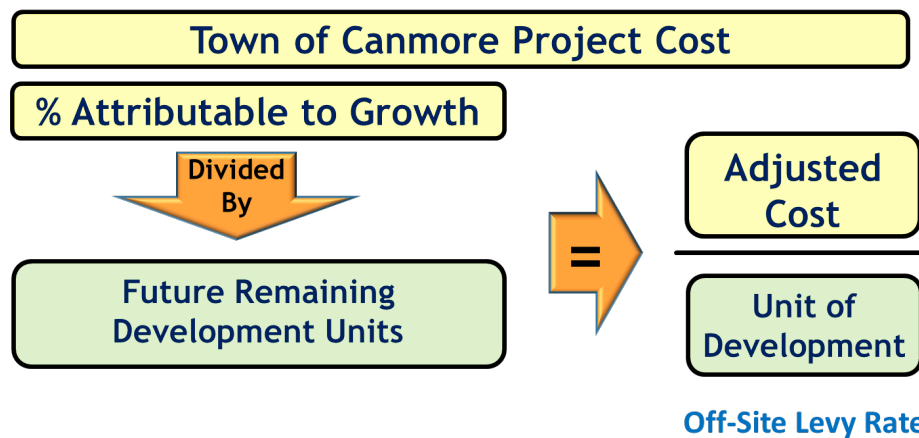 Town of Canmore Project Cost
% Attributable to Growth
Divided
By
Future Remaining
Development Units
=
Adjusted
Cost
Unit of
Development
Off-Site Levy Rate